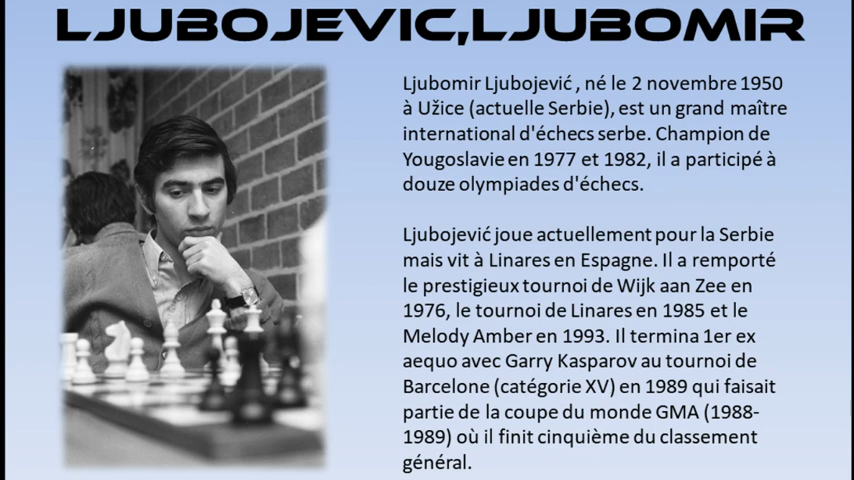 LJUBOJEVIC,LJUBOMIR
Ljubomir Ljubojević , né le 2 novembre 1950
à Užice (actuelle Serbie), est un grand maître
international d'échecs serbe. Champion de
Yougoslavie en 1977 et 1982, il a participé à
douze olympiades d'échecs.
Ljubojević joue actuellement pour la Serbie
mais vit à Linares en Espagne. Il a remporté
le prestigieux tournoi de Wijk aan Zee en
1976, le tournoi de Linares en 1985 et le
Melody Amber en 1993. Il termina 1er ex
aequo avec Garry Kasparov au tournoi de
Barcelone (catégorie XV) en 1989 qui faisait
partie de la coupe du monde GMA (1988-
1989) où il finit cinquième du classement
général.